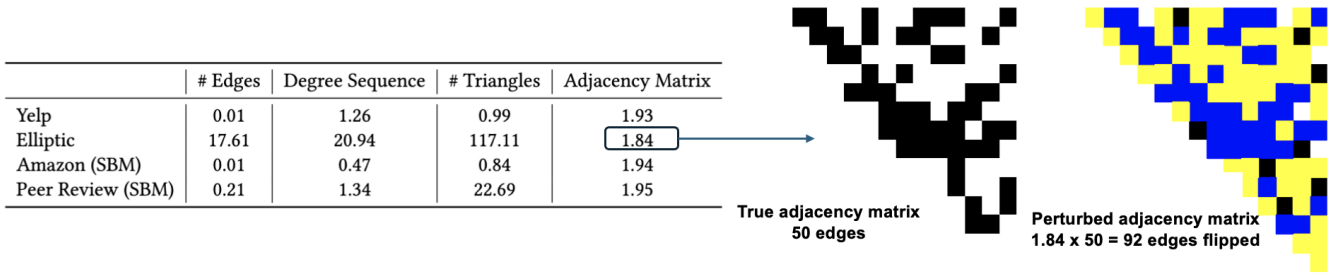 # Edges Degree Sequence # Triangles Adjacency Matrix
Yelp 0.01 1.26 0.99 1.93
Elliptic 17.61 20.94 117.11 1.84
Amazon (SBM) 0.01 0.47 0.84 1.94
Peer Review (SBM) 0.21 1.34 22.69 1.95
True adjacency matrix
50 edges
Perturbed adjacency matrix
1.84 x 50 = 92 edges flipped